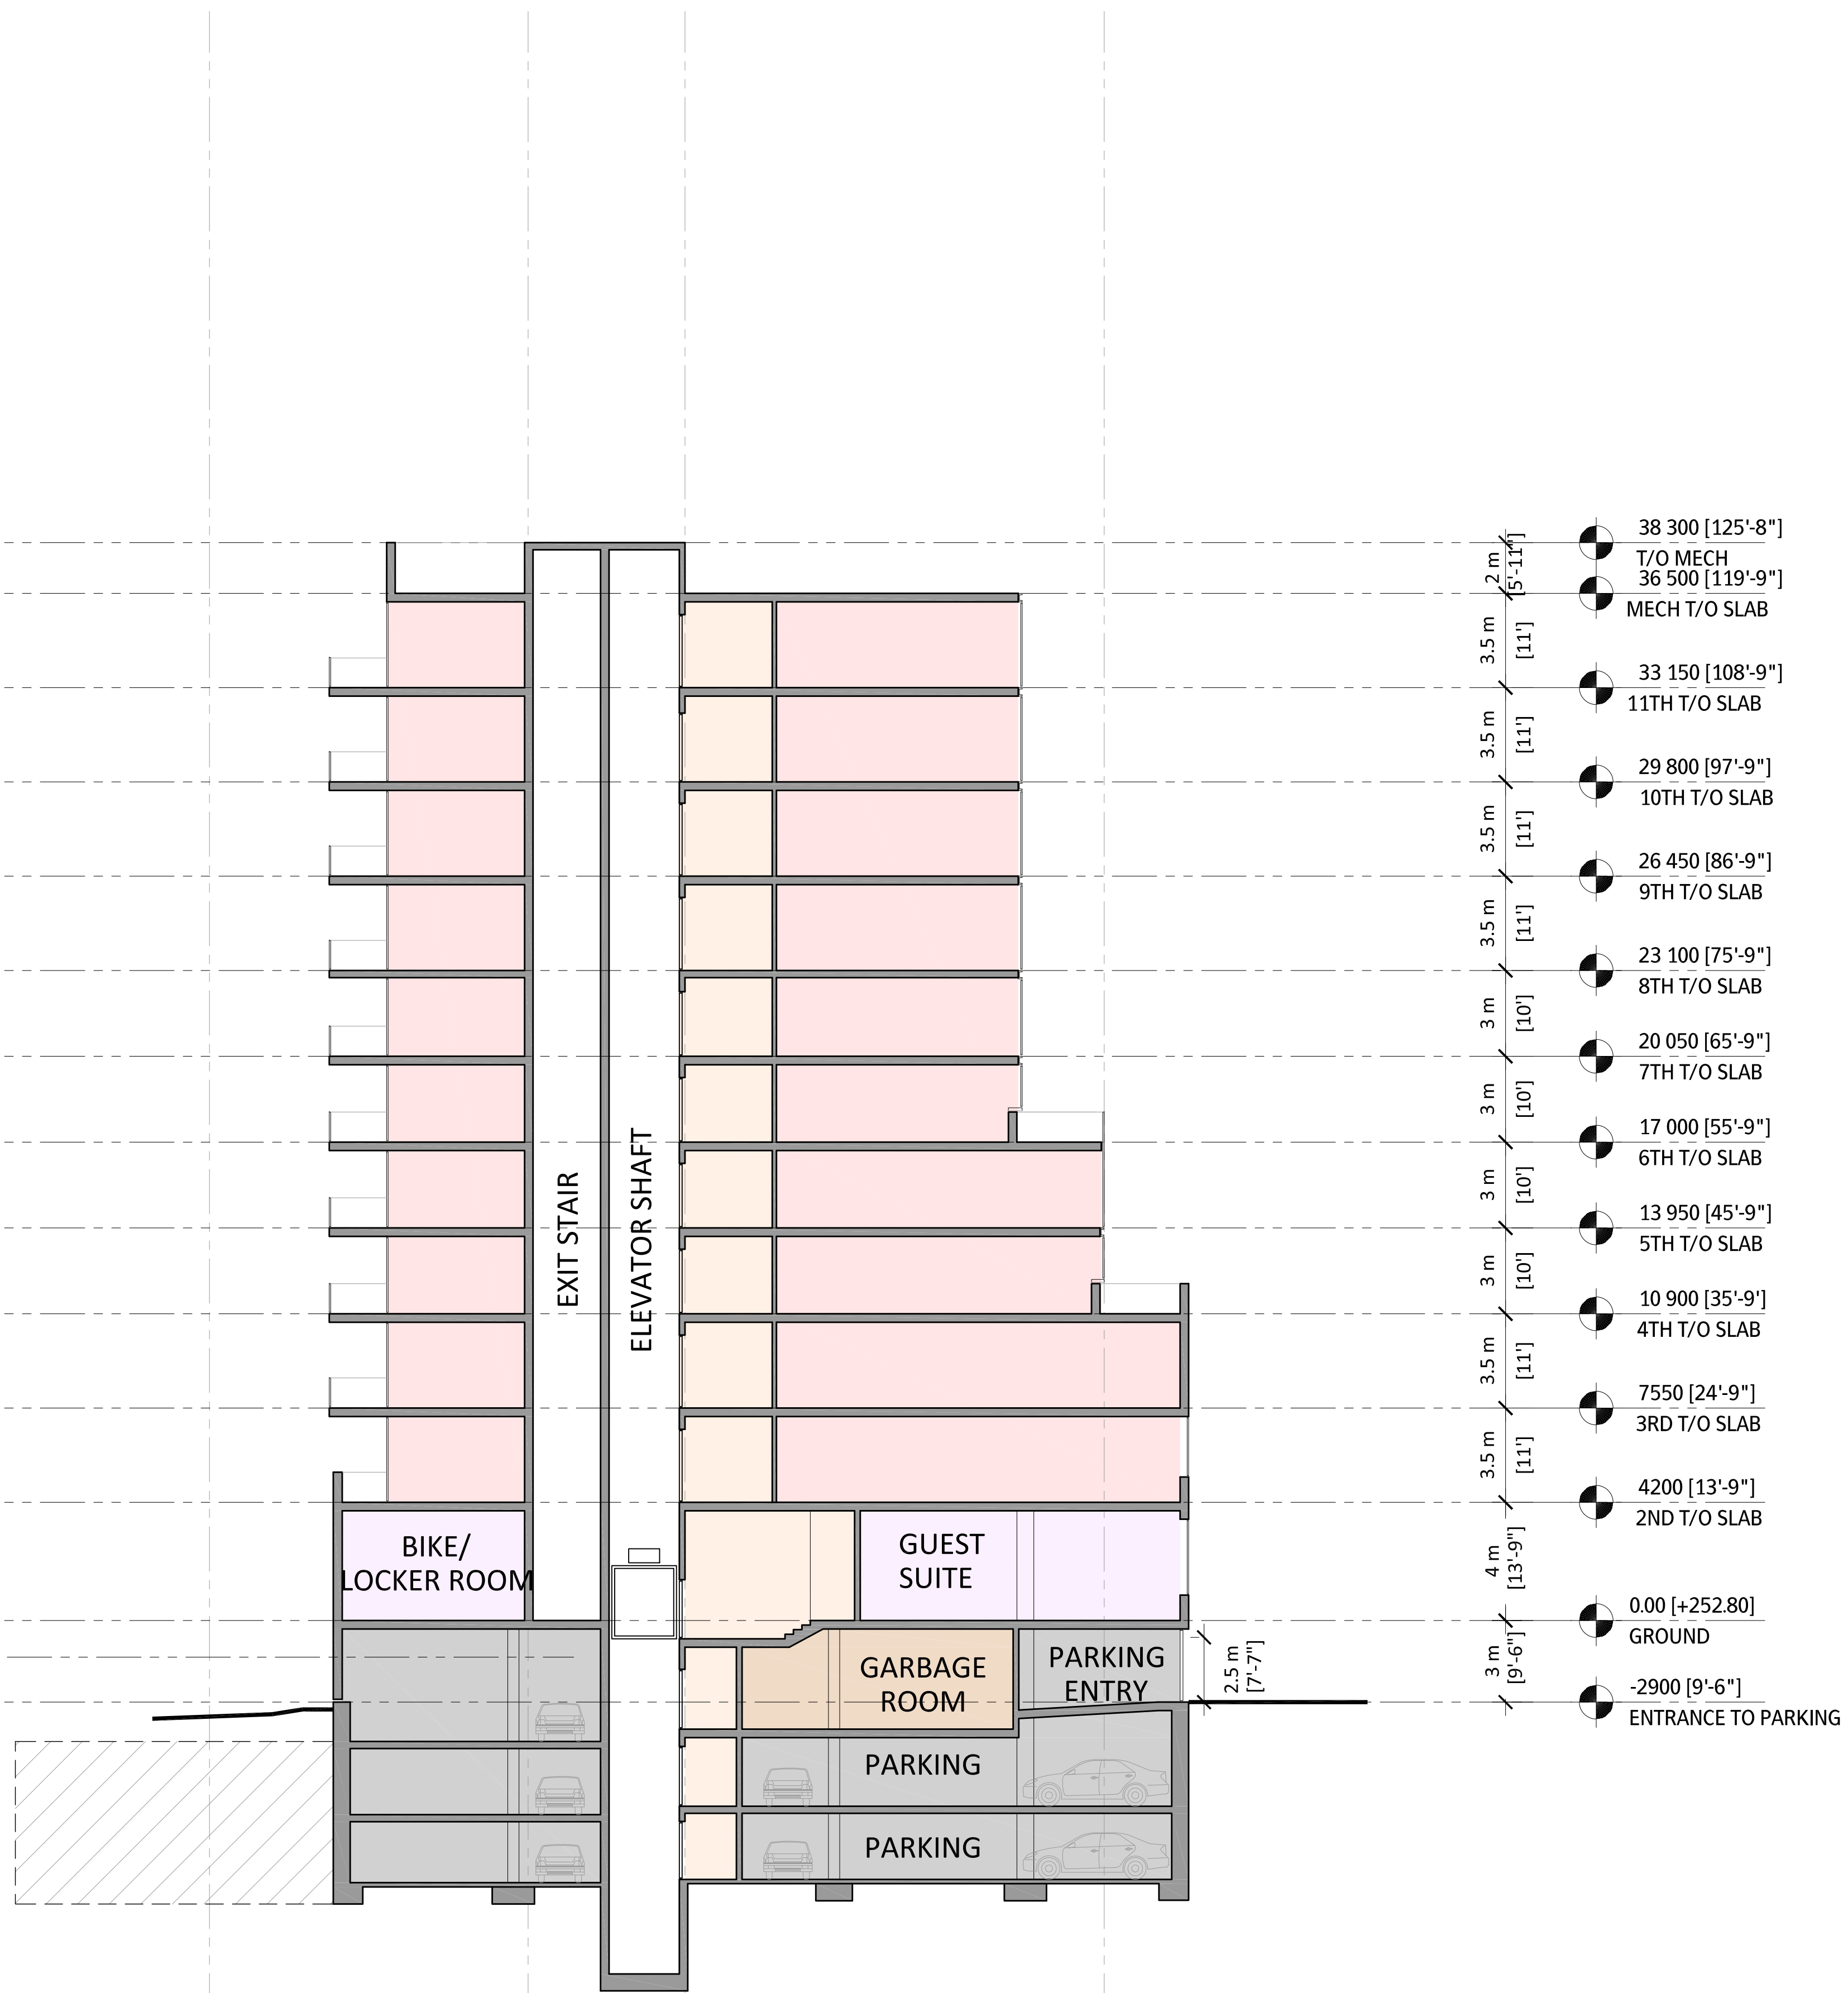 38 300 [125'-8"]
T/O MECH
2 m
[5'-11"]
36 500 [119'-9"]
MECH T/O SLAB
3.5 m
[11']
33 150 [108'-9"]
11TH T/O SLAB
3.5 m
[11']
29 800 [97'-9"]
10TH T/O SLAB
3.5 m
[11']
26 450 [86'-9"]
9TH T/O SLAB
3.5 m
[11']
23 100 [75'-9"]
8TH T/O SLAB
3 m
[10']
20 050 [65'-9"]
7TH T/O SLAB
3 m
[10']
17 000 [55'-9"]
6TH T/O SLAB
3 m
[10']
13 950 [45'-9"]
5TH T/O SLAB
3 m
[10']
10 900 [35'-9']
4TH T/O SLAB
3.5 m
[11']
7550 [24'-9"]
3RD T/O SLAB
3.5 m
[11']
4200 [13'-9"]
2ND T/O SLAB
4 m
[13'-9"]
0.00 [+252.80]
GROUND
3 m
[9'-6"]
-2900 [9'-6"]
ENTRANCE TO PARKING
EXIT STAIR
ELEVATOR SHAFT
BIKE/
LOCKER ROOM
GUEST
SUITE
GARBAGE
ROOM
PARKING
ENTRY
2.5 m
[7'-7"]
PARKING
PARKING